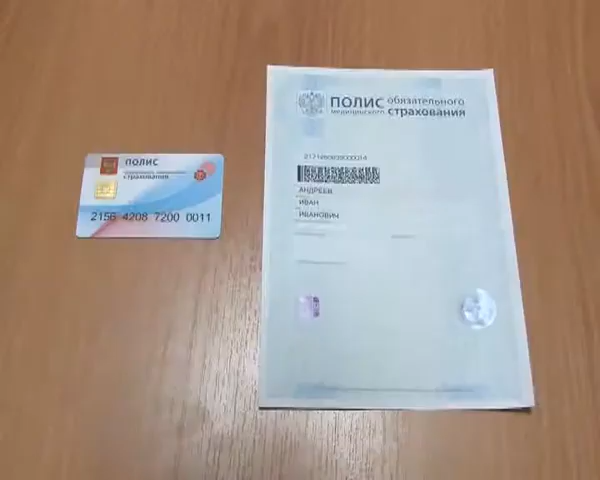 ПОЛИС
страхования
2156 4208 7200 0011
ПОЛИС обязательного
медицинского страхования
АНДРЕЕВ
ИВАН
ИВАНОВИЧ